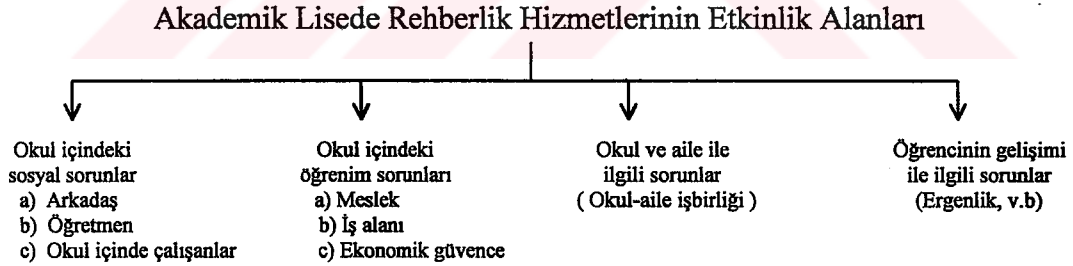 Akademik Lisede Rehberlik Hizmetlerinin Etkinlik Alanları
Okul içindeki
sosyal sorunlar
a) Arkadaş
b) Öğretmen
c) Okul içinde çalışanlar
Okul içindeki
öğrenim sorunları
a) Meslek
b) İş alanı
c) Ekonomik güvence
Okul ve aile ile
ilgili sorunlar
( Okul-aile işbirliği )
Öğrencinin gelişimi
ile ilgili sorunlar
(Ergenlik, v.b)